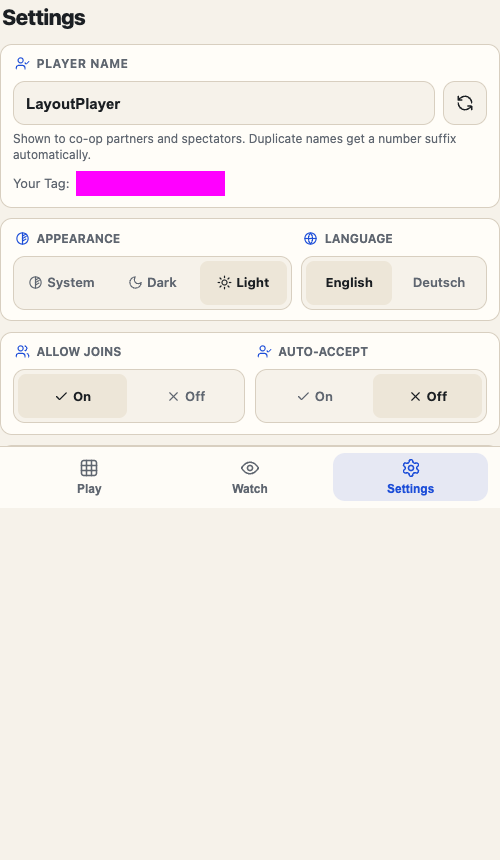 Settings
PLAYER NAME
LayoutPlayer
Shown to co-op partners and spectators. Duplicate names get a number suffix
automatically.
Your Tag:
APPEARANCE
LANGUAGE
System Dark Light
English Deutsch
ALLOW JOINS
AUTO-ACCEPT
On Off
On Off
Play Watch Settings